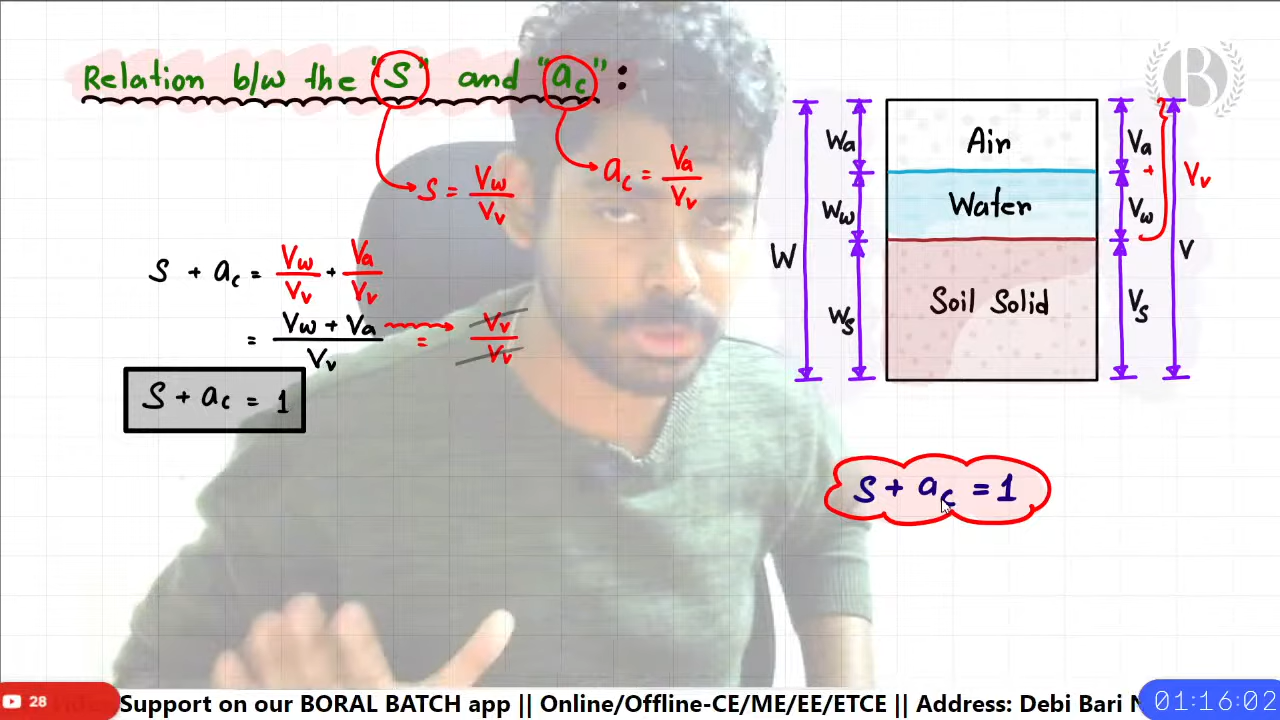 Relation b/w the "S" and "ac" :
S = Vw/Vv
ac = Va/Vv
S + ac = Vw/Vv + Va/Vv
= Vw + Va/Vv = Vv/Vv
S + ac = 1
W
Wa
Ww
Ws
Air
Water
Soil Solid
Va
+
Vw
Vs
Vv
V
S + ac = 1
B
28
Support on our BORAL BATCH app || Online/Offline-CE/ME/EE/ETCE || Address: Debi Bari
01:16:02